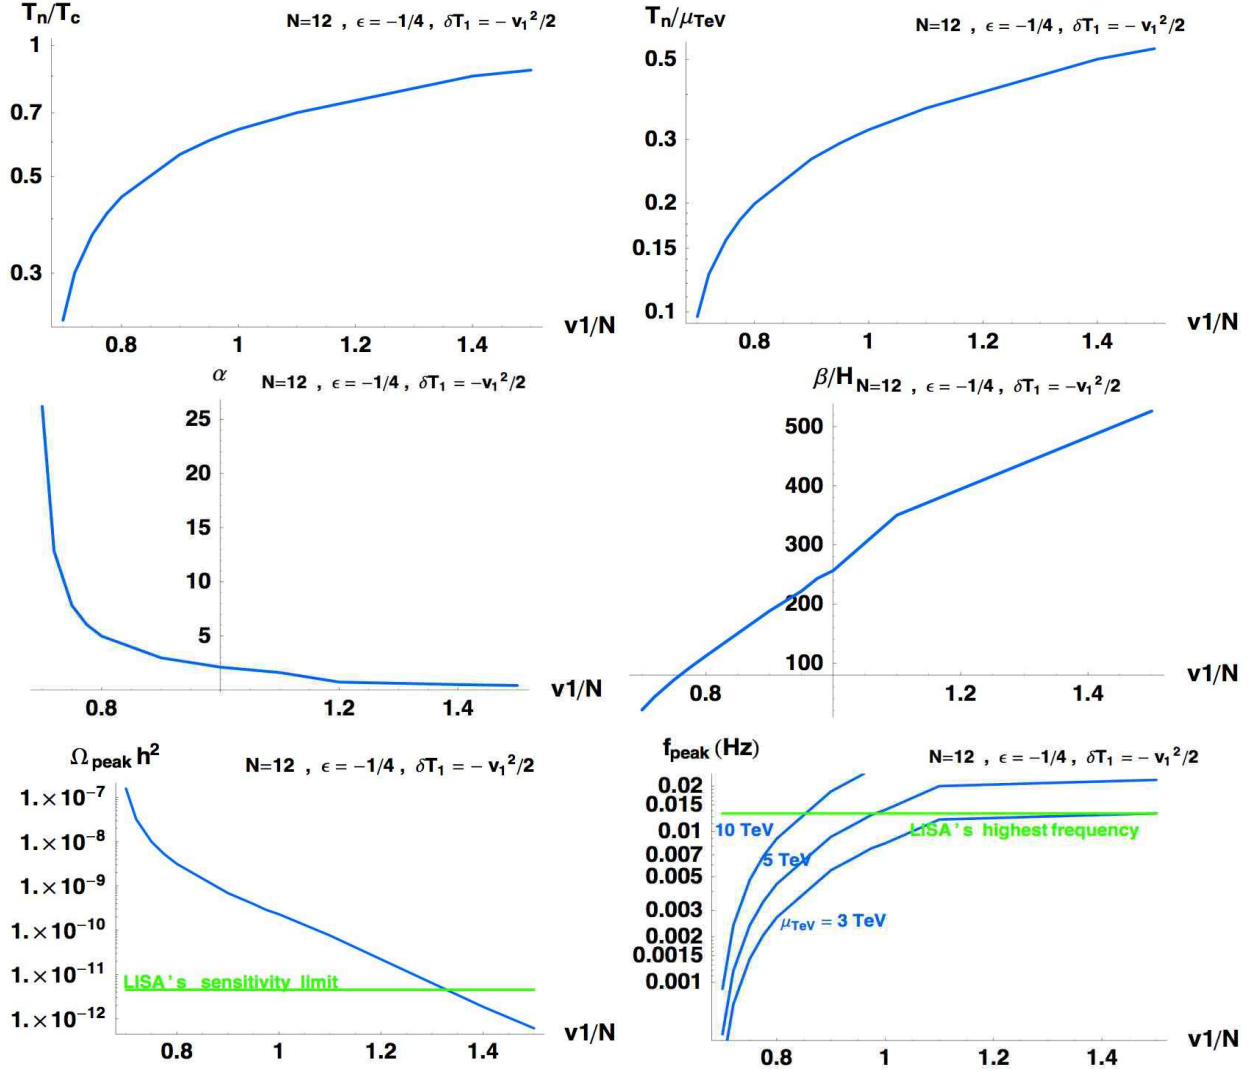 Tₙ/T_c
N=12 , ϵ = −1/4 , δT₁ = − v₁²/2
1
0.7
0.5
0.3
0.8 1 1.2 1.4
v1/N
Tₙ/μ_TeV
N=12 , ϵ = −1/4 , δT₁ = − v₁²/2
0.5
0.3
0.2
0.15
0.1
0.8 1 1.2 1.4
v1/N
α
N=12 , ϵ = −1/4 , δT₁ = −v₁²/2
25
20
15
10
5
0.8 1.2 1.4
v1/N
β/H
N=12 , ϵ = −1/4 , δT₁ = −v₁²/2
500
400
300
200
100
0.8 1.2 1.4
v1/N
Ω_peak h²
N=12 , ϵ = −1/4 , δT₁ = − v₁²/2
1.×10⁻⁷
1.×10⁻⁸
1.×10⁻⁹
1.×10⁻¹⁰
1.×10⁻¹¹
LISA's sensitivity limit
1.×10⁻¹²
0.8 1 1.2 1.4
v1/N
f_peak (Hz)
N=12 , ϵ = −1/4 , δT₁ = − v₁²/2
0.02
0.015
0.01
10 TeV
LISA's highest frequency
0.007
5 TeV
0.005
0.003
μ_TeV = 3 TeV
0.002
0.0015
0.001
0.8 1 1.2 1.4
v1/N